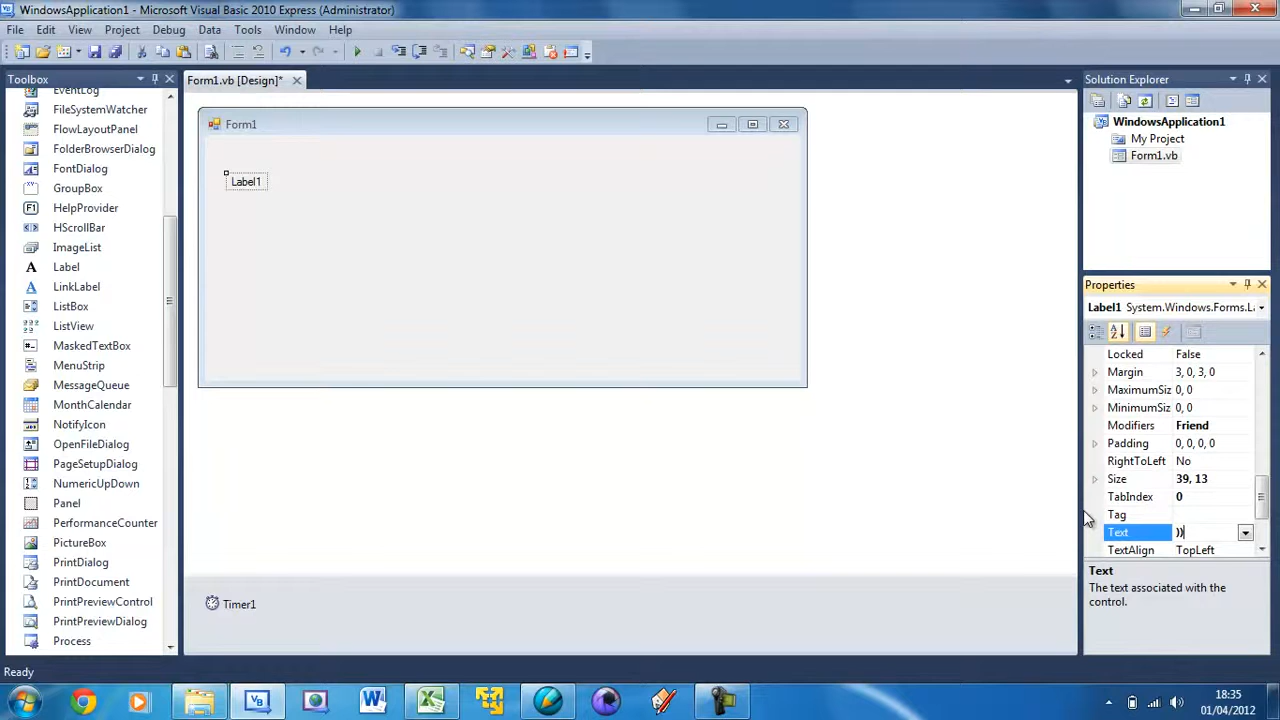 WindowsApplication1 - Microsoft Visual Basic 2010 Express (Administrator)
File Edit View Project Debug Data Tools Window Help
Toolbox
EventLog
FileSystemWatcher
FlowLayoutPanel
FolderBrowserDialog
FontDialog
GroupBox
HelpProvider
HScrollBar
ImageList
Label
LinkLabel
ListBox
ListView
MaskedTextBox
MenuStrip
MessageQueue
MonthCalendar
NotifyIcon
OpenFileDialog
PageSetupDialog
NumericUpDown
Panel
PerformanceCounter
PictureBox
PrintDialog
PrintDocument
PrintPreviewControl
PrintPreviewDialog
Process
Form1.vb [Design]*
Form1
Label1
Timer1
Solution Explorer
WindowsApplication1
My Project
Form1.vb
Properties
Label1 System.Windows.Forms.La
Locked False
Margin 3, 0, 3, 0
MaximumSiz 0, 0
MinimumSiz 0, 0
Modifiers Friend
Padding 0, 0, 0, 0
RightToLeft No
Size 39, 13
TabIndex 0
Tag
Text ))
TextAlign TopLeft
Text
The text associated with the
control.
Ready
18:35
01/04/2012